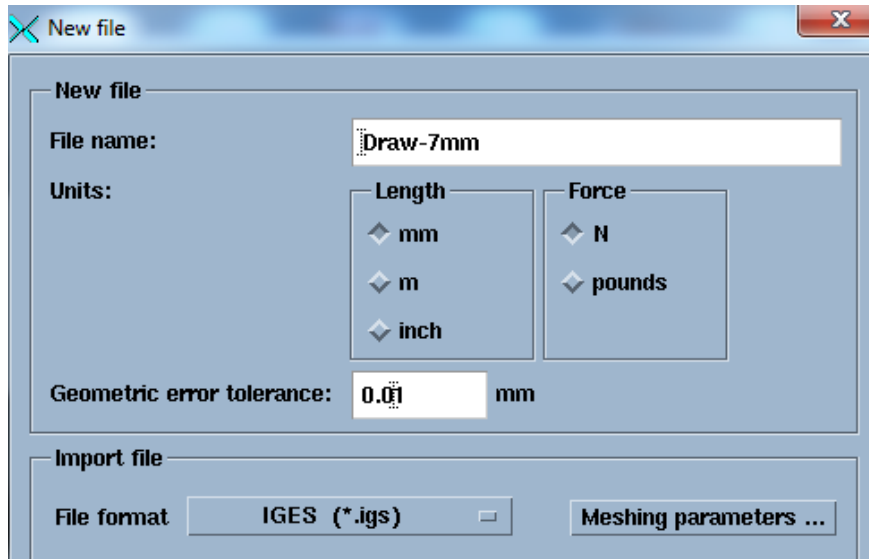 New file
New file
File name: Draw-7mm
Units: Length Force
mm N
m pounds
inch
Geometric error tolerance: 0.01 mm
Import file
File format IGES (*.igs) Meshing parameters ...